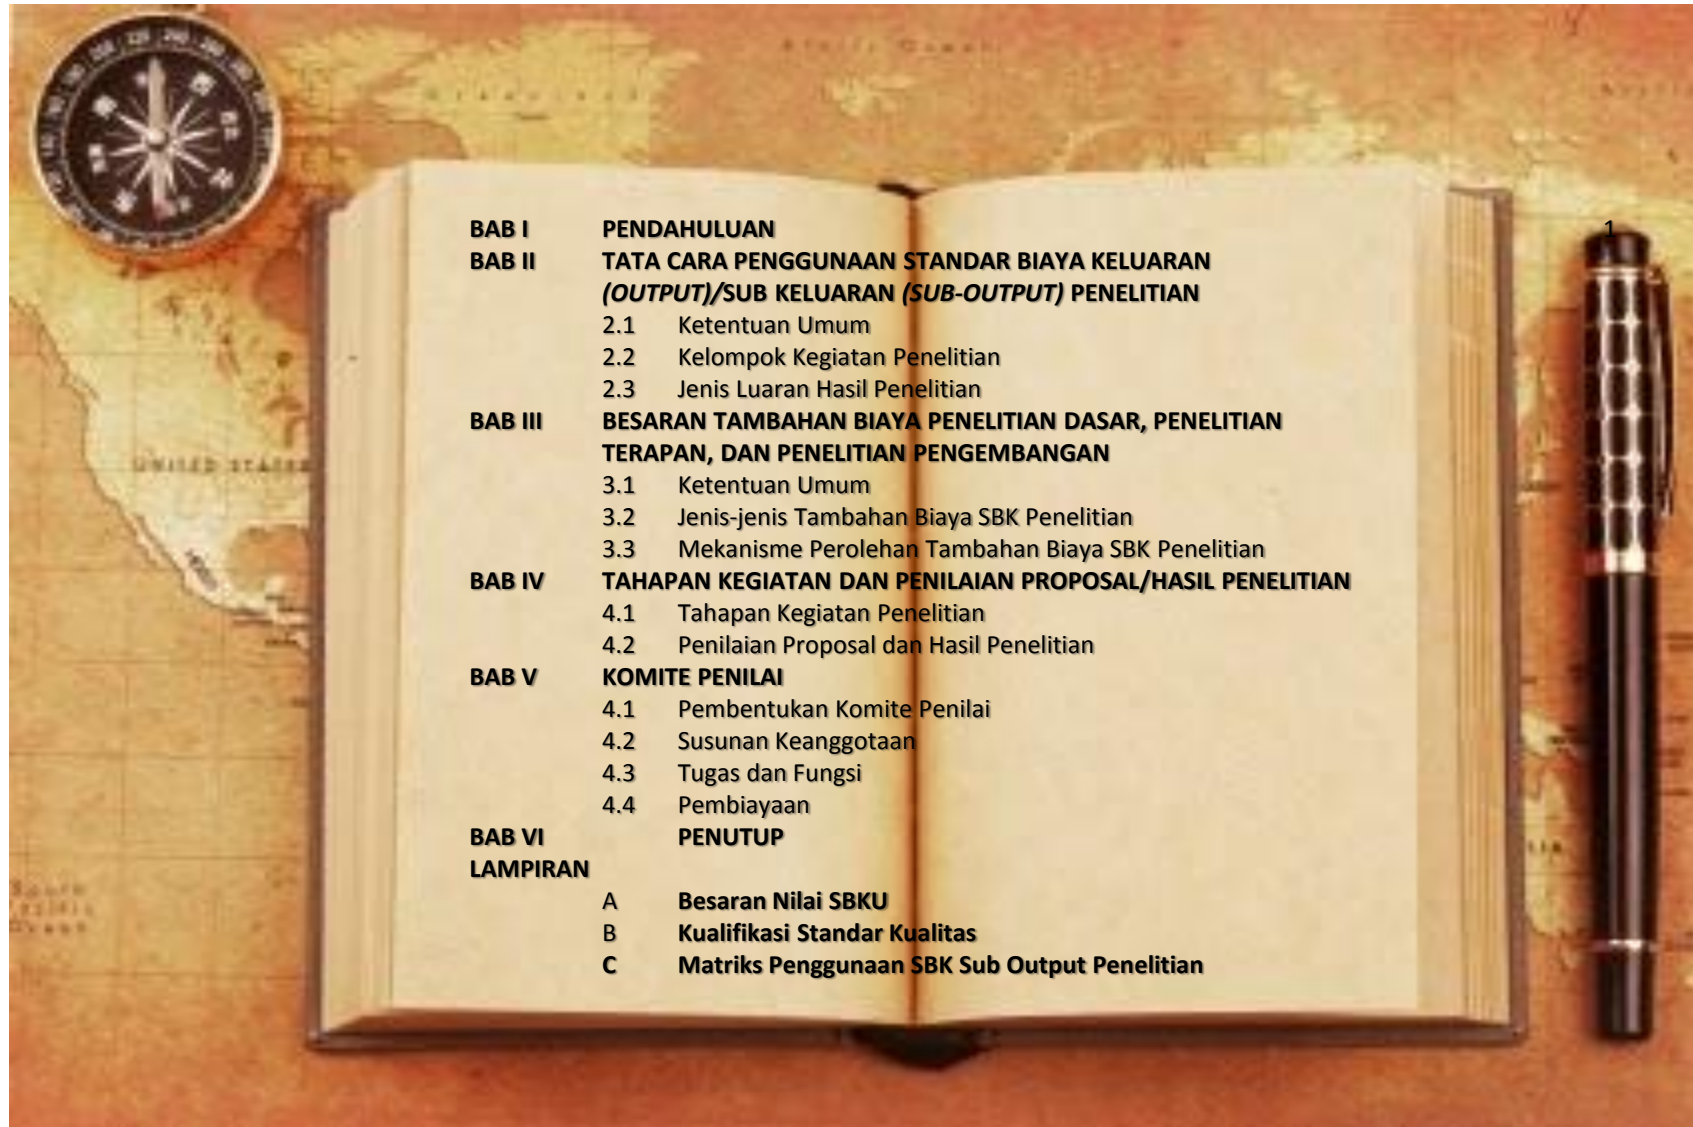 BAB I PENDAHULUAN 1
BAB II TATA CARA PENGGUNAAN STANDAR BIAYA KELUARAN
(OUTPUT)/SUB KELUARAN (SUB-OUTPUT) PENELITIAN
2.1 Ketentuan Umum
2.2 Kelompok Kegiatan Penelitian
2.3 Jenis Luaran Hasil Penelitian
BAB III BESARAN TAMBAHAN BIAYA PENELITIAN DASAR, PENELITIAN
TERAPAN, DAN PENELITIAN PENGEMBANGAN
3.1 Ketentuan Umum
3.2 Jenis-jenis Tambahan Biaya SBK Penelitian
3.3 Mekanisme Perolehan Tambahan Biaya SBK Penelitian
BAB IV TAHAPAN KEGIATAN DAN PENILAIAN PROPOSAL/HASIL PENELITIAN
4.1 Tahapan Kegiatan Penelitian
4.2 Penilaian Proposal dan Hasil Penelitian
BAB V KOMITE PENILAI
4.1 Pembentukan Komite Penilai
4.2 Susunan Keanggotaan
4.3 Tugas dan Fungsi
4.4 Pembiayaan
BAB VI PENUTUP
LAMPIRAN
A Besaran Nilai SBKU
B Kualifikasi Standar Kualitas
C Matriks Penggunaan SBK Sub Output Penelitian
UNITED STATES
South
Pacific
Ocean